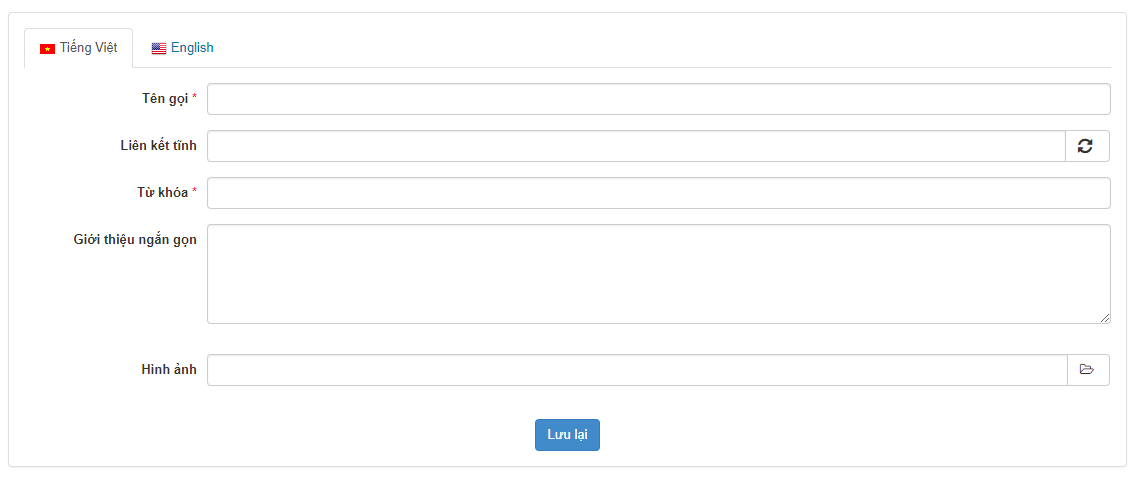 Tiếng Việt English
Tên gọi *
Liên kết tĩnh
Từ khóa *
Giới thiệu ngắn gọn
Hình ảnh
Lưu lại